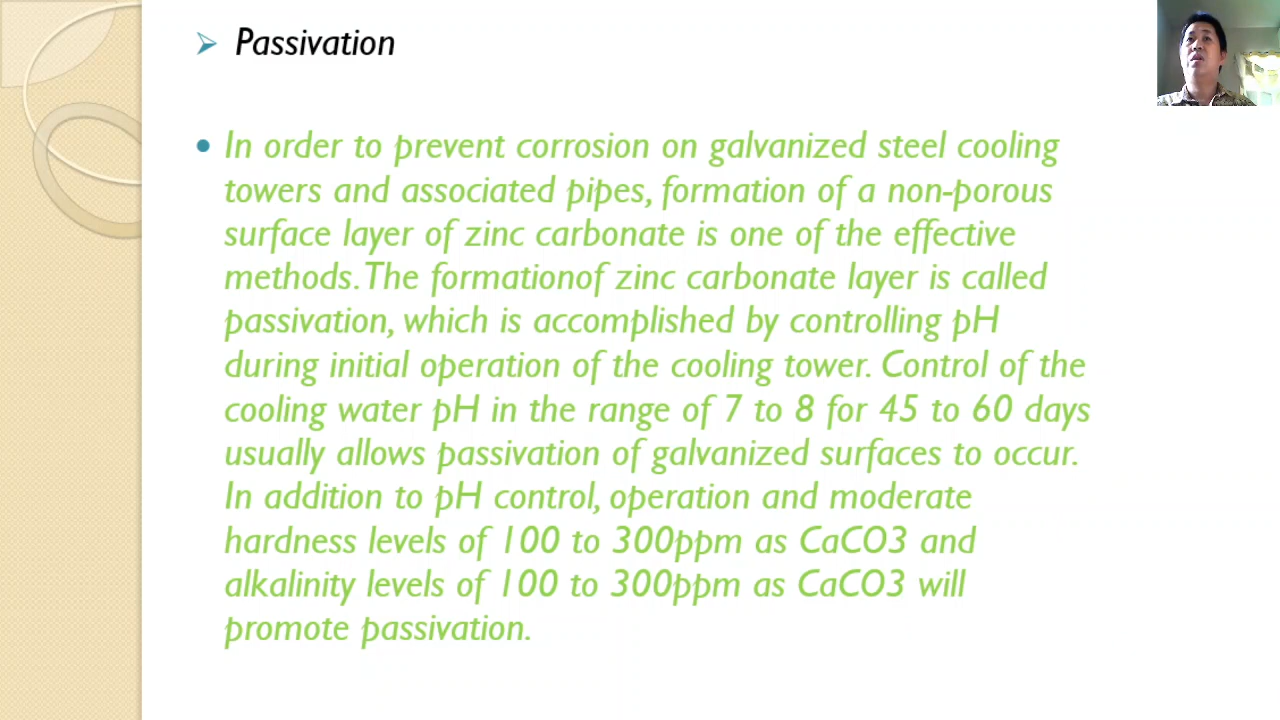 Passivation
In order to prevent corrosion on galvanized steel cooling
towers and associated pipes, formation of a non-porous
surface layer of zinc carbonate is one of the effective
methods. The formationof zinc carbonate layer is called
passivation, which is accomplished by controlling pH
during initial operation of the cooling tower. Control of the
cooling water pH in the range of 7 to 8 for 45 to 60 days
usually allows passivation of galvanized surfaces to occur.
In addition to pH control, operation and moderate
hardness levels of 100 to 300ppm as CaCO3 and
alkalinity levels of 100 to 300ppm as CaCO3 will
promote passivation.